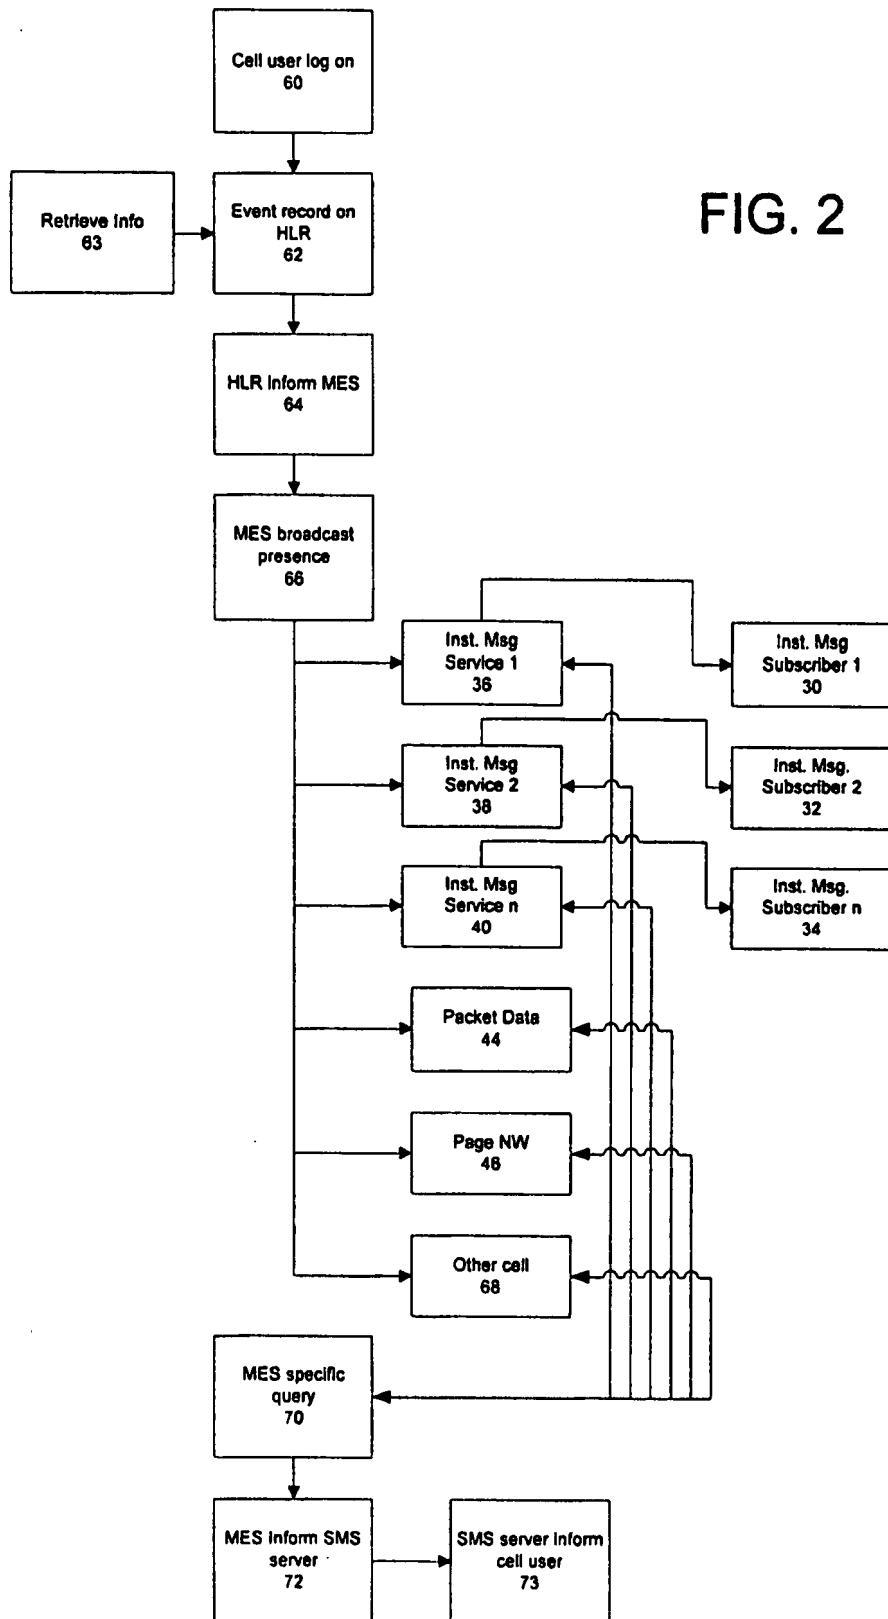 Cell user log on
60
FIG. 2
Retrieve info
63
Event record on
HLR
62
HLR inform MES
64
MES broadcast
presence
66
Inst. Msg
Service 1
36
Inst. Msg
Subscriber 1
30
Inst. Msg
Service 2
38
Inst. Msg.
Subscriber 2
32
Inst. Msg
Service n
40
Inst. Msg.
Subscriber n
34
Packet Data
44
Page NW
46
Other cell
68
MES specific
query
70
MES inform SMS
server
72
SMS server inform
cell user
73